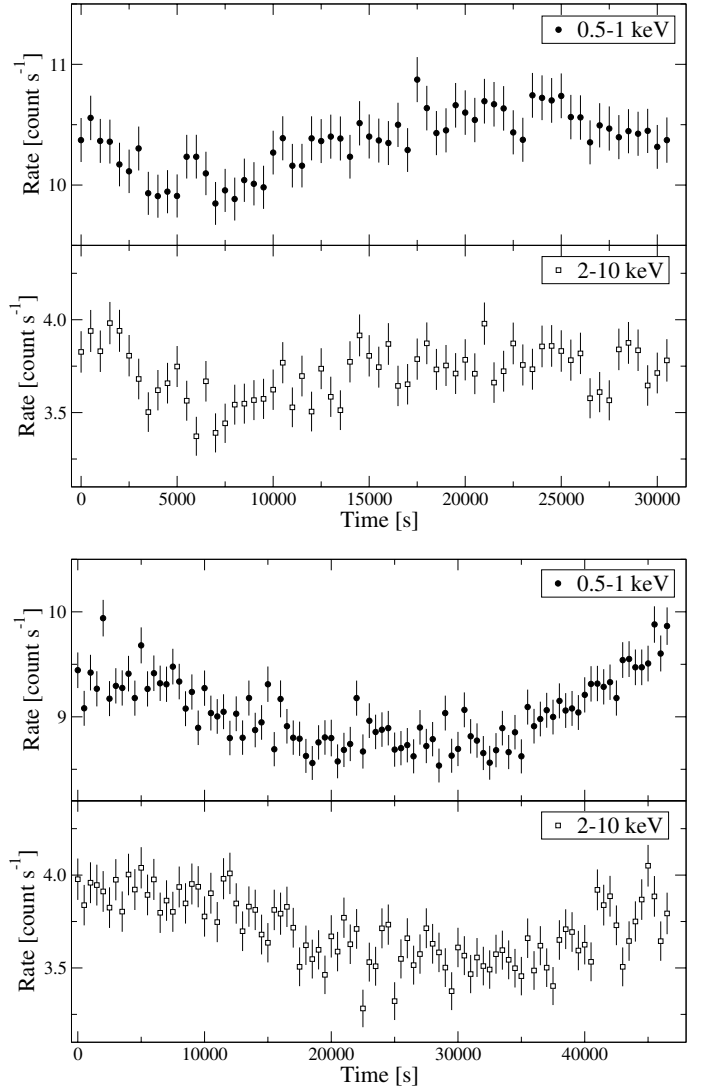 11
0.5-1 keV
Rate [count s⁻¹]
10
2-10 keV
4.0
Rate [count s⁻¹]
3.5
0 5000 10000 15000 20000 25000 30000
Time [s]
0.5-1 keV
10
Rate [count s⁻¹]
9
2-10 keV
4.0
Rate [count s⁻¹]
3.5
0 10000 20000 30000 40000
Time [s]